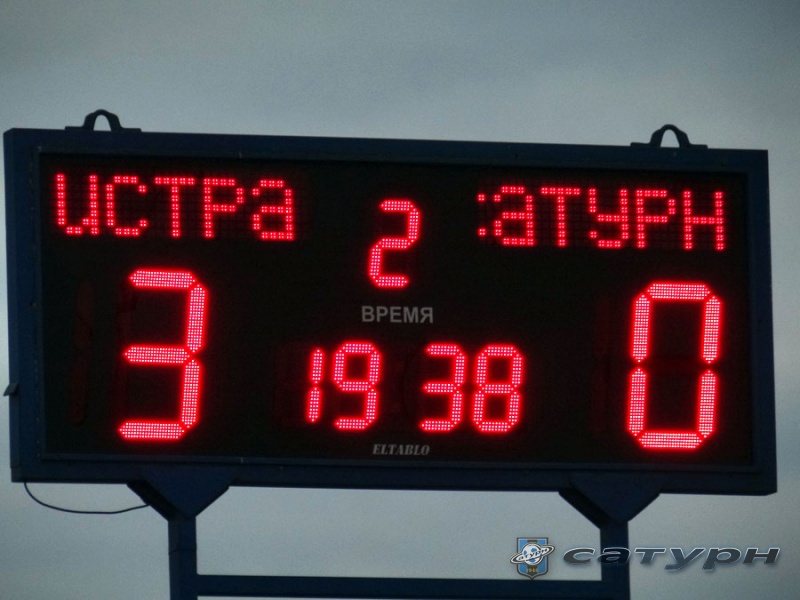 истра
2
:атурн
3
ВРЕМЯ
0
19 38
ELTABLO
сатурн